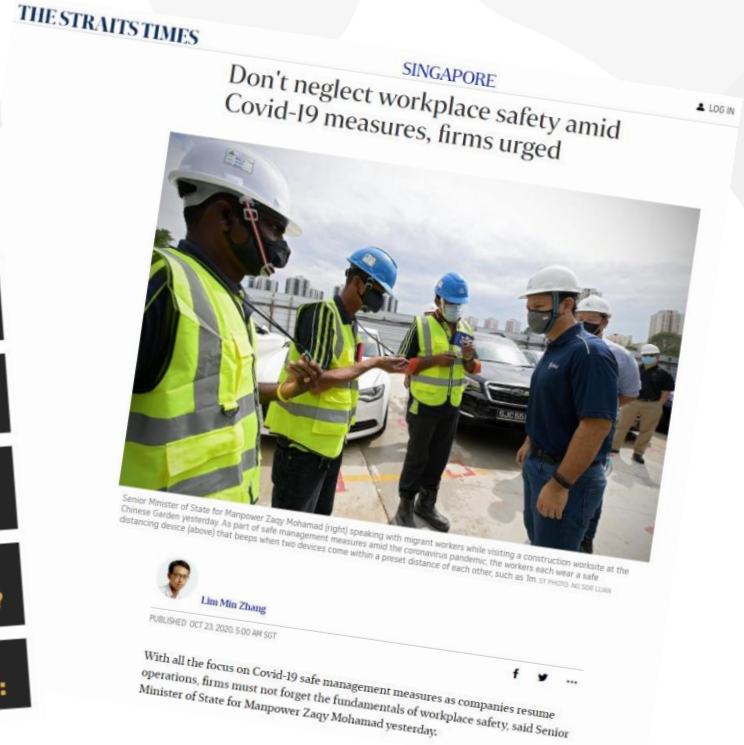 THE STRAITS TIMES
SINGAPORE
LOG IN
Don't neglect workplace safety amid
Covid-19 measures, firms urged
Senior Minister of State for Manpower Zaqy Mohamad (right) speaking with migrant workers while visiting a construction worksite at the
Chinese Garden yesterday. As part of safe management measures amid the coronavirus pandemic, the workers each wear a safe
distancing device (above) that beeps when two devices come within a preset distance of each other, such as 1m. ST PHOTO: NG SOR LUAN
Lim Min Zhang
PUBLISHED OCT 23, 2020, 5:00 AM SGT
With all the focus on Covid-19 safe management measures as companies resume
operations, firms must not forget the fundamentals of workplace safety, said Senior
Minister of State for Manpower Zaqy Mohamad yesterday.